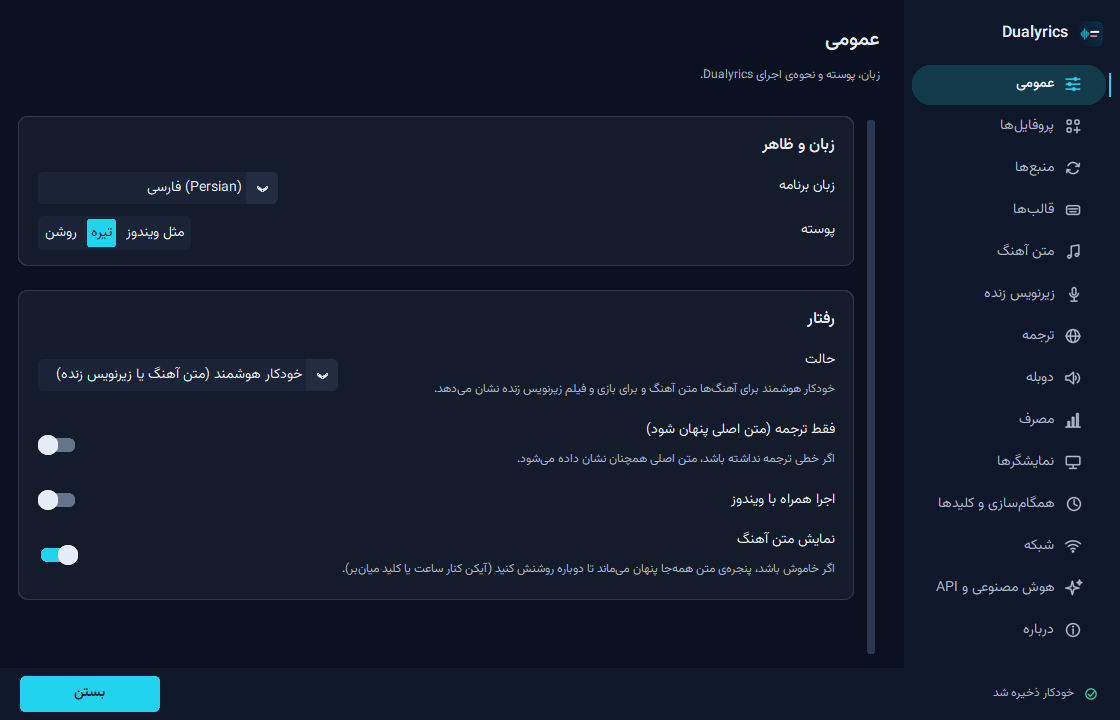 Dualyrics
عمومی
پروفایل‌ها
منبع‌ها
قالب‌ها
متن آهنگ
زیرنویس زنده
ترجمه
دوبله
مصرف
نمایشگرها
همگام‌سازی و کلیدها
شبکه
هوش مصنوعی و API
درباره
خودکار ذخیره شد
عمومی
زبان، پوسته و نحوه‌ی اجرای Dualyrics.
زبان و ظاهر
زبان برنامه
فارسی (Persian)
پوسته
مثل ویندوز
تیره
روشن
رفتار
حالت
خودکار هوشمند (متن آهنگ یا زیرنویس زنده)
خودکار هوشمند برای آهنگ‌ها متن آهنگ و برای بازی و فیلم زیرنویس زنده نشان می‌دهد.
فقط ترجمه (متن اصلی پنهان شود)
اگر خطی ترجمه نداشته باشد، متن اصلی همچنان نشان داده می‌شود.
اجرا همراه با ویندوز
نمایش متن آهنگ
اگر خاموش باشد، پنجره‌ی متن همه‌جا پنهان می‌ماند تا دوباره روشنش کنید (آیکن کنار ساعت یا کلید میان‌بر).
بستن